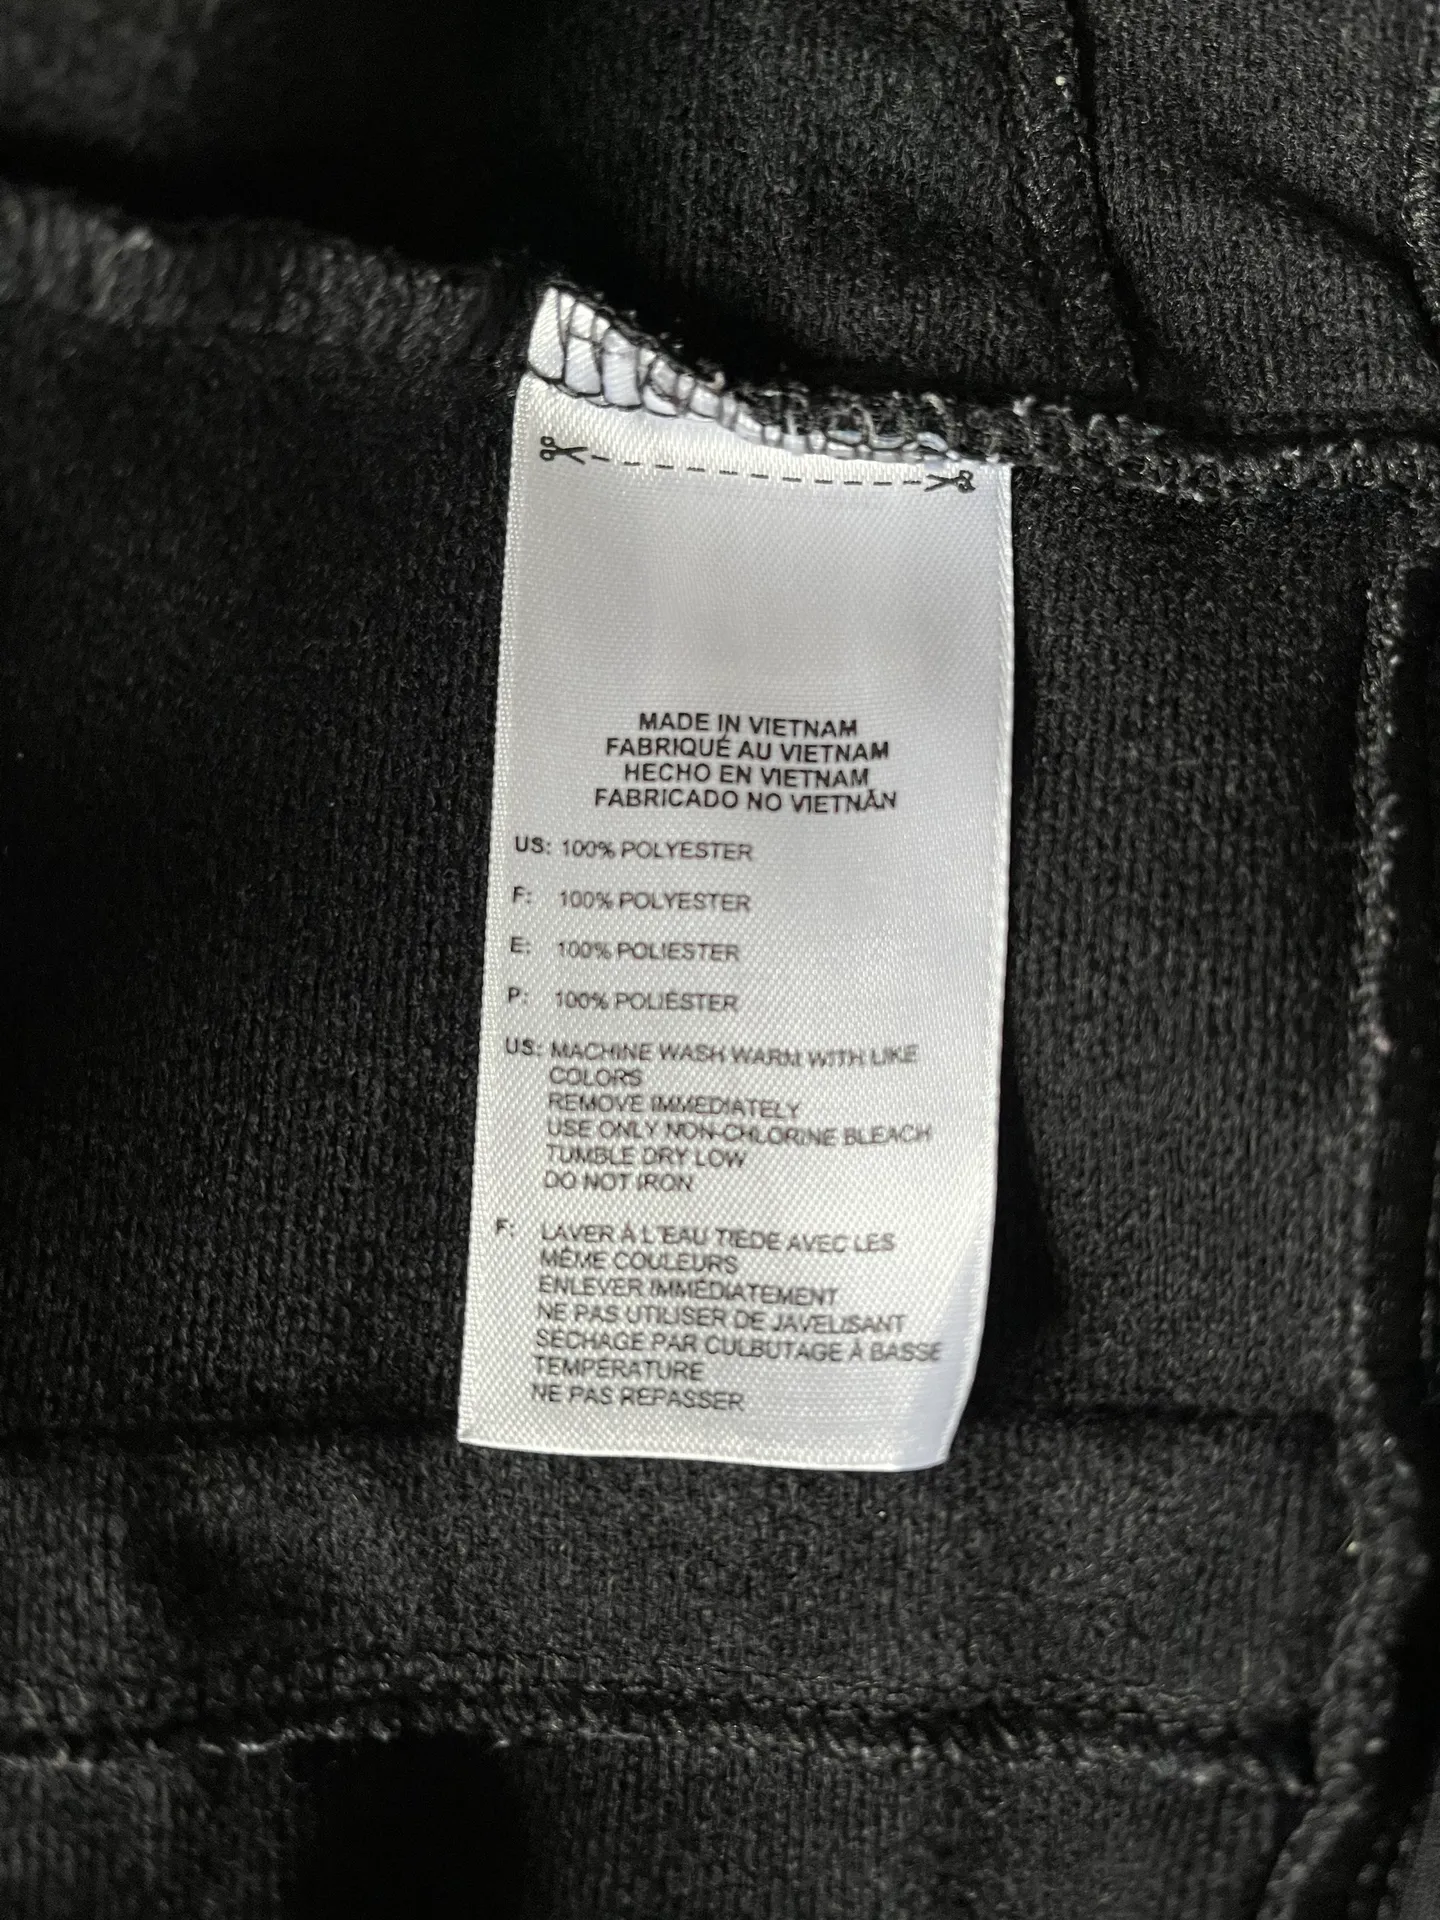 MADE IN VIETNAM
FABRIQUÉ AU VIETNAM
HECHO EN VIETNAM
FABRICADO NO VIETNÃN
US: 100% POLYESTER
F: 100% POLYESTER
E: 100% POLIESTER
P: 100% POLIÉSTER
US: MACHINE WASH WARM WITH LIKE
COLORS
REMOVE IMMEDIATELY
USE ONLY NON-CHLORINE BLEACH
TUMBLE DRY LOW
DO NOT IRON
F: LAVER À L'EAU TIEDE AVEC LES
MÊME COULEURS
ENLEVER IMMÉDIATEMENT
NE PAS UTILISER DE JAVELISANT
SÉCHAGE PAR CULBUTAGE À BASSE
TEMPÉRATURE
NE PAS REPASSER